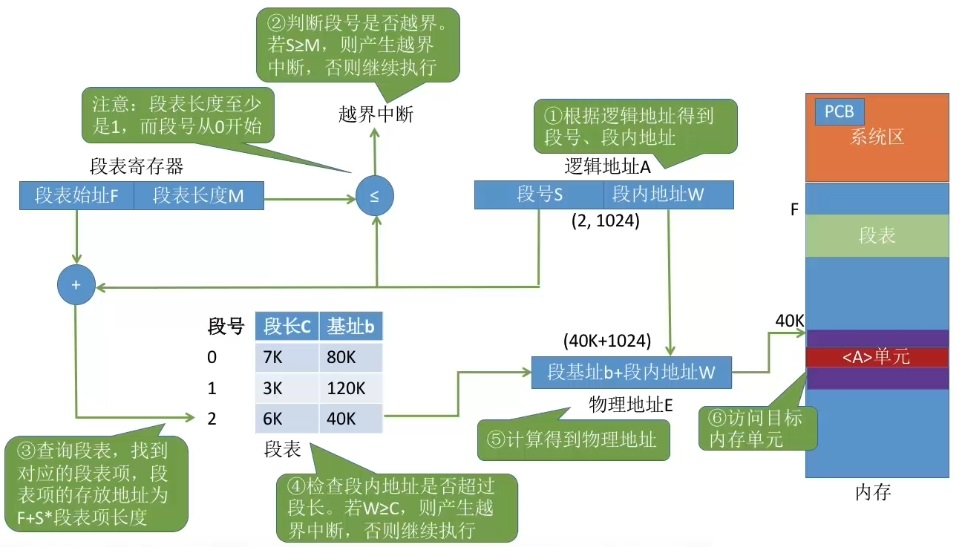 ②判断段号是否越界。
若S≥M，则产生越界
中断，否则继续执行
注意：段表长度至少
是1，而段号从0开始
越界中断
①根据逻辑地址得到
段号、段内地址
PCB
系统区
段表寄存器
逻辑地址A
段表始址F 段表长度M
≤
段号S 段内地址W
(2, 1024)
F
段表
+
段号 段长C 基址b
0 7K 80K
1 3K 120K
2 6K 40K
段表
(40K+1024)
40K
段基址b+段内地址W
<A>单元
物理地址E
③查询段表，找到
对应的段表项，段
表项的存放地址为
F+S*段表项长度
⑤计算得到物理地址
⑥访问目标
内存单元
④检查段内地址是否超过
段长。若W≥C，则产生越
界中断，否则继续执行
内存